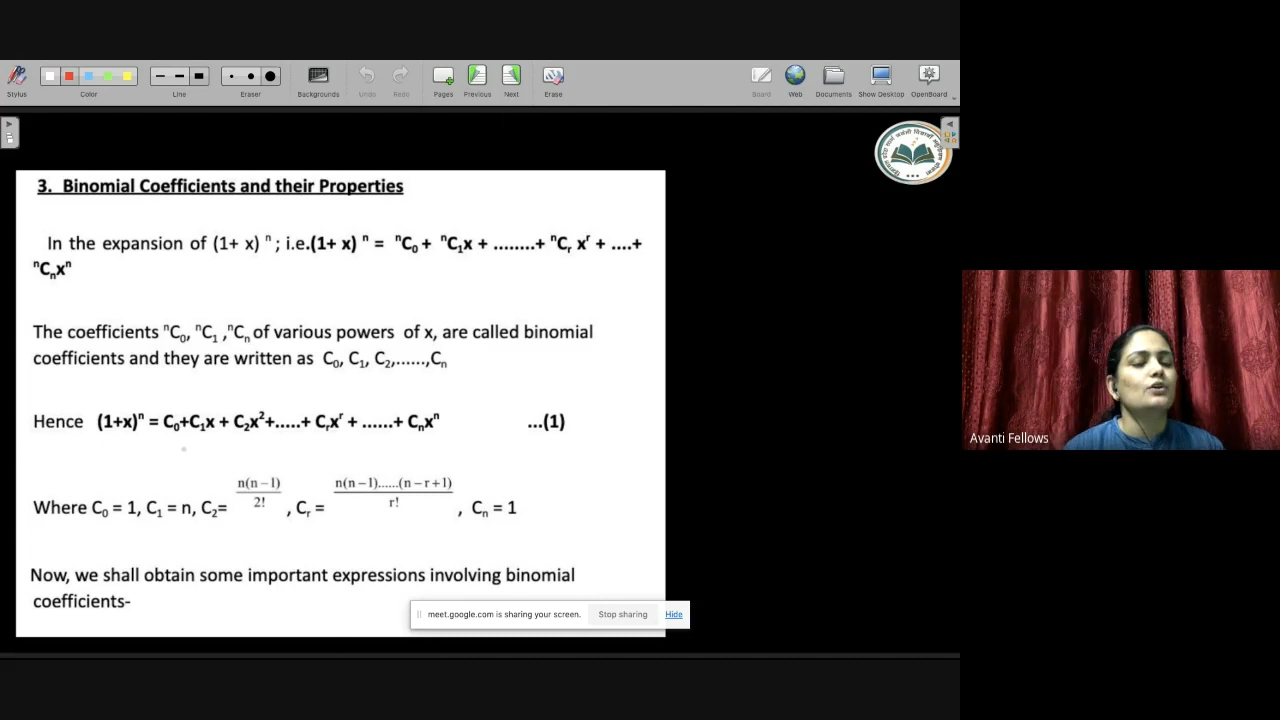 Stylus
Color
Line
Eraser
Backgrounds
Undo
Redo
Pages
Previous
Next
Erase
Board
Web
Documents
Show Desktop
OpenBoard
3. Binomial Coefficients and their Properties
In the expansion of (1+ x) ⁿ ; i.e.(1+ x) ⁿ = ⁿC₀ + ⁿC₁x + ........+ ⁿCᵣ xʳ + ....+
ⁿCₙxⁿ
The coefficients ⁿC₀, ⁿC₁ ,ⁿCₙ of various powers of x, are called binomial
coefficients and they are written as C₀, C₁, C₂,......,Cₙ
Hence (1+x)ⁿ = C₀+C₁x + C₂x²+.....+ Cᵣxʳ + ......+ Cₙxⁿ ...(1)
Where C₀ = 1, C₁ = n, C₂= n(n−1)/2! , Cᵣ = n(n−1)......(n−r+1)/r! , Cₙ = 1
Now, we shall obtain some important expressions involving binomial
coefficients-
meet.google.com is sharing your screen. Stop sharing Hide
Avanti Fellows